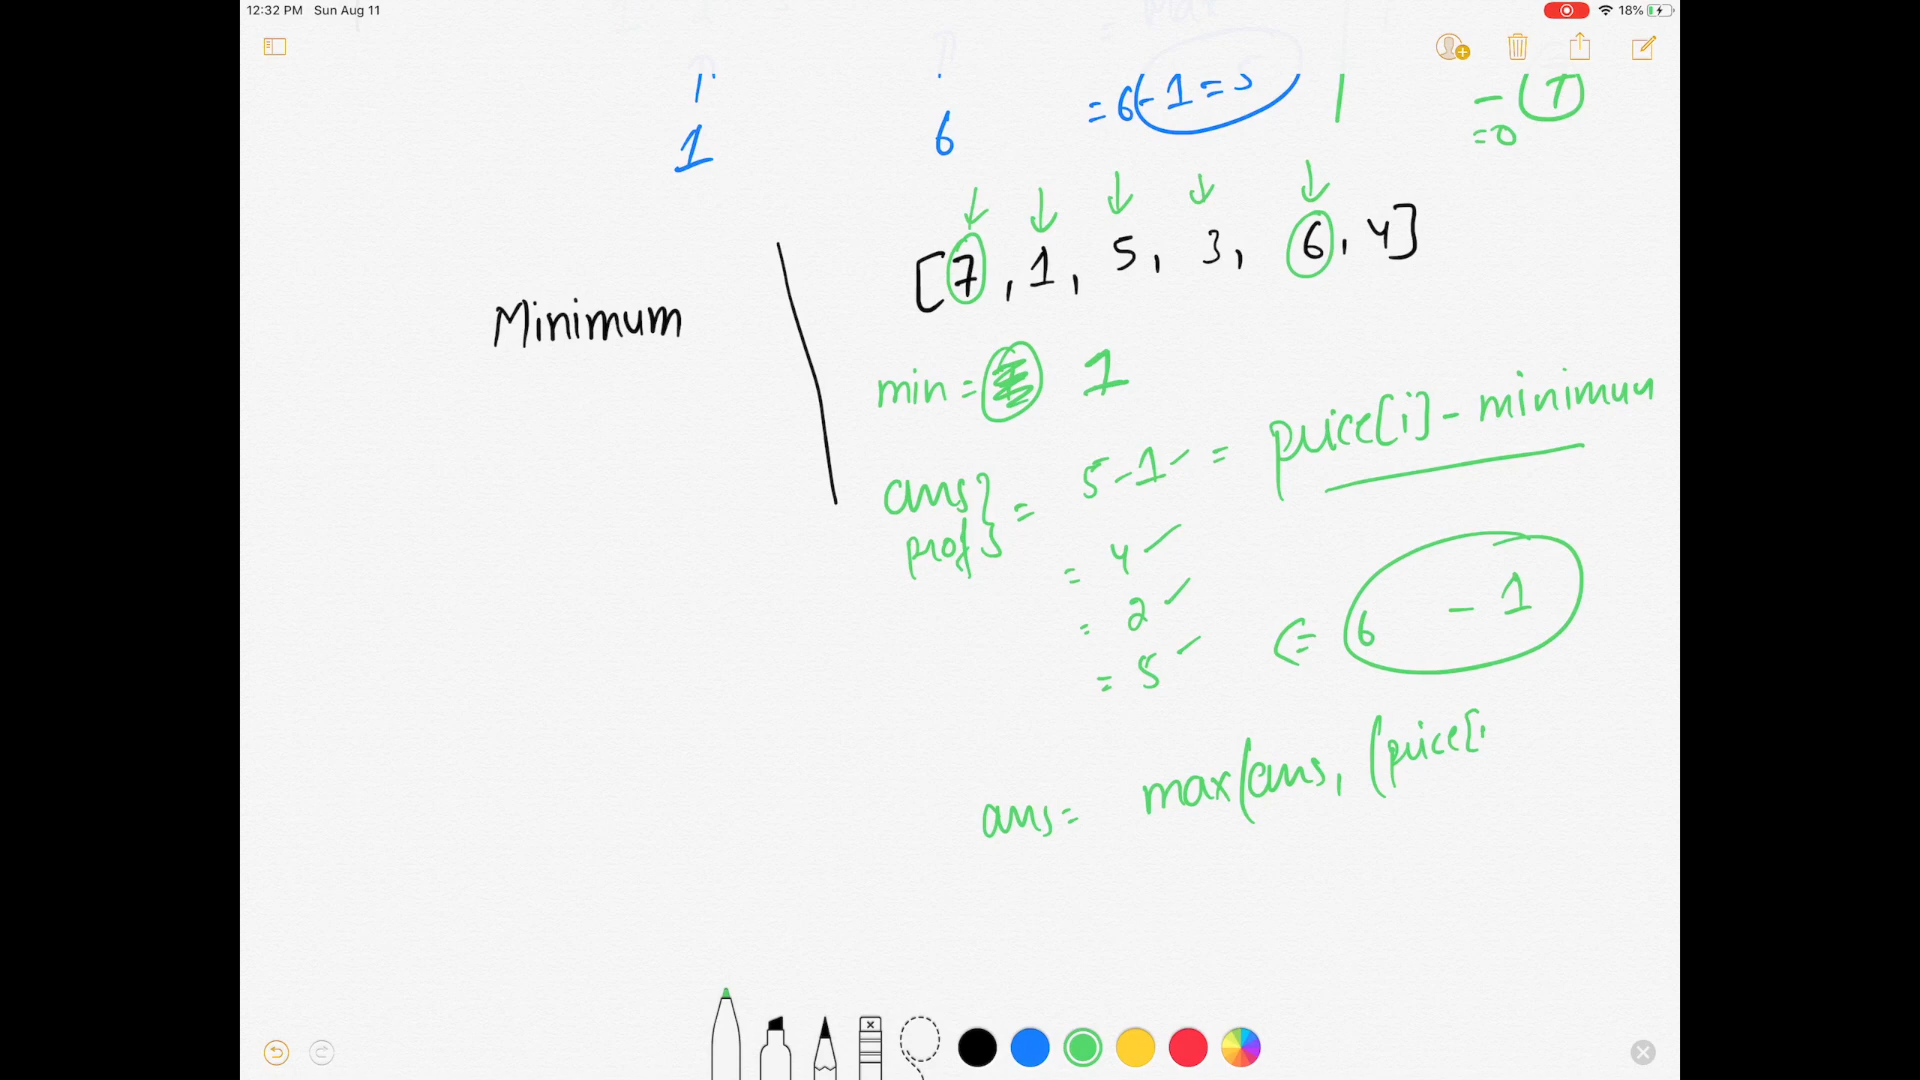 12:32 PM Sun Aug 11
18%
1 6 = 6 - 1 = 5
- 1
= 0
[7, 1, 5, 3, 6, 4]
Minimum
min = 1
ans
prof } = 5 - 1 = price[i] - minimum
= 4
= 2
= 5 <= 6 - 1
ans = max(ans, (price[i